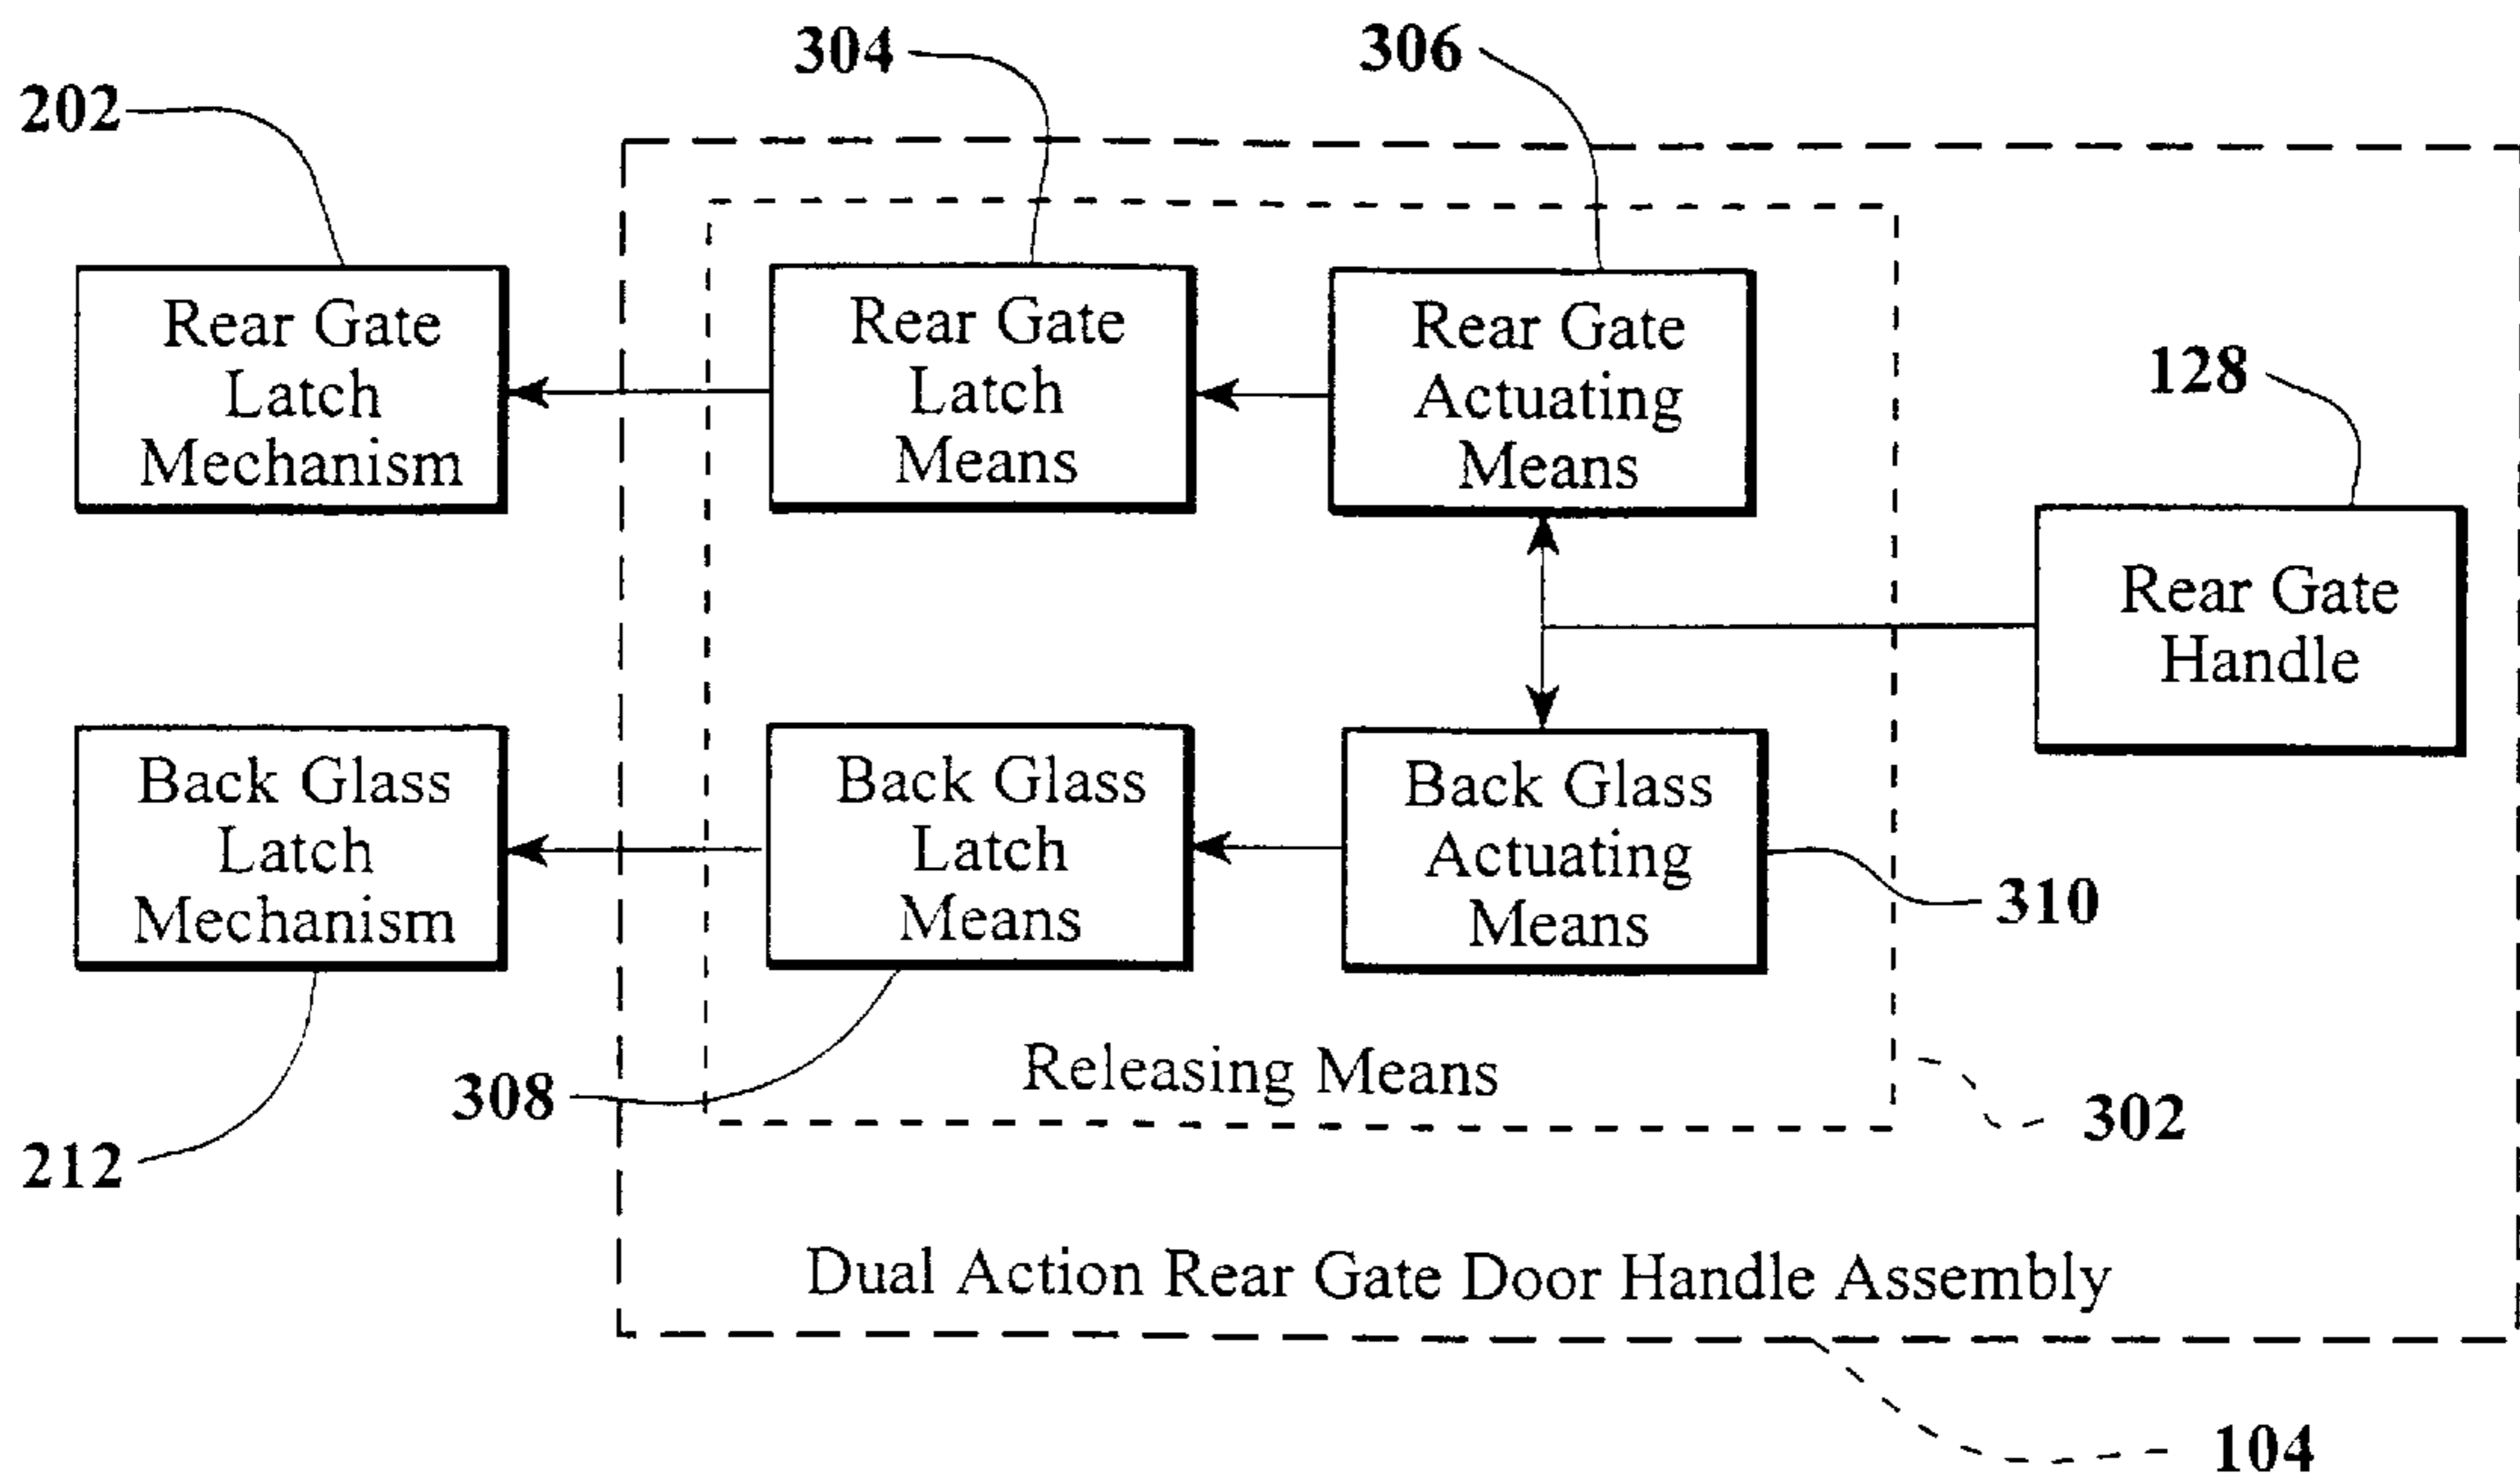 304
306
202
128
Rear Gate
Latch
Mechanism
Rear Gate
Latch
Means
Rear Gate
Actuating
Means
Rear Gate
Handle
Back Glass
Latch
Mechanism
Back Glass
Latch
Means
Back Glass
Actuating
Means
310
308
Releasing Means
302
212
Dual Action Rear Gate Door Handle Assembly
104